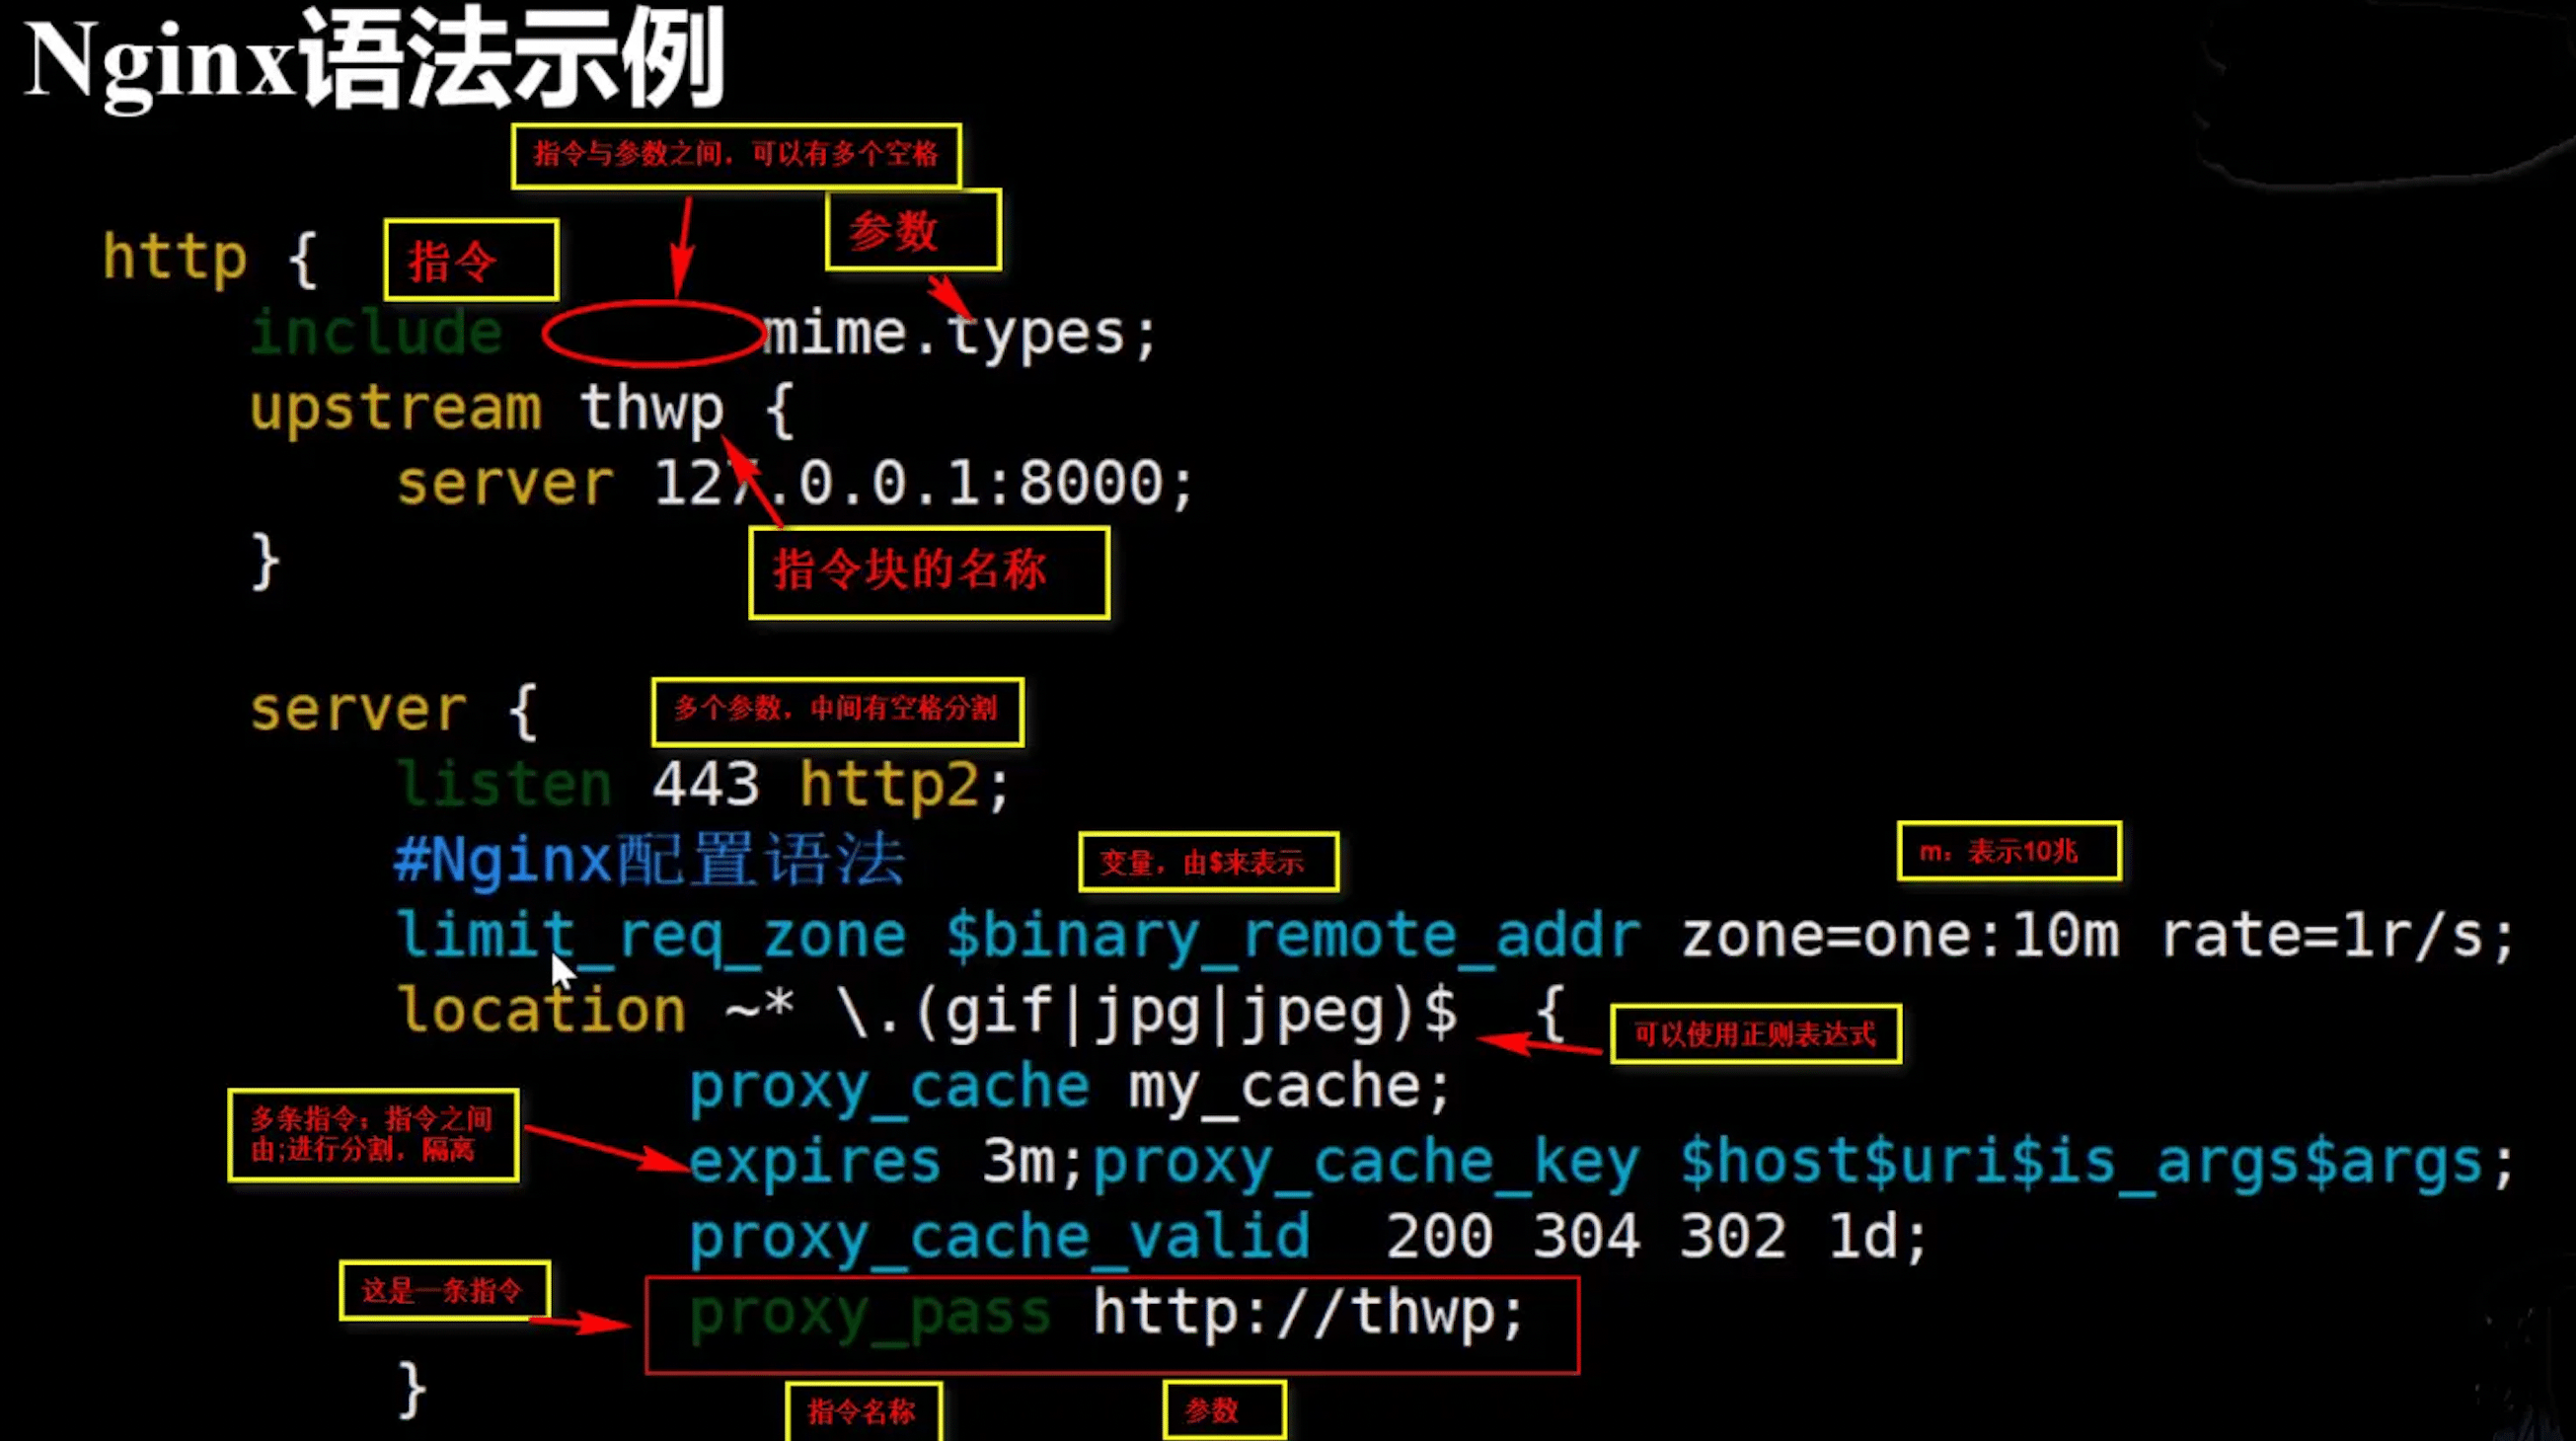 Nginx语法示例
指令与参数之间，可以有多个空格
参数
http {
指令
include mime.types;
upstream thwp {
server 127.0.0.1:8000;
指令块的名称
}
server {
多个参数，中间有空格分割
listen 443 http2;
#Nginx配置语法
变量，由$来表示
m：表示10兆
limit_req_zone $binary_remote_addr zone=one:10m rate=1r/s;
location ~* \.(gif|jpg|jpeg)$ {
可以使用正则表达式
proxy_cache my_cache;
多条指令；指令之间
由;进行分割，隔离
expires 3m;proxy_cache_key $host$uri$is_args$args;
proxy_cache_valid 200 304 302 1d;
这是一条指令
proxy_pass http://thwp;
}
指令名称
参数